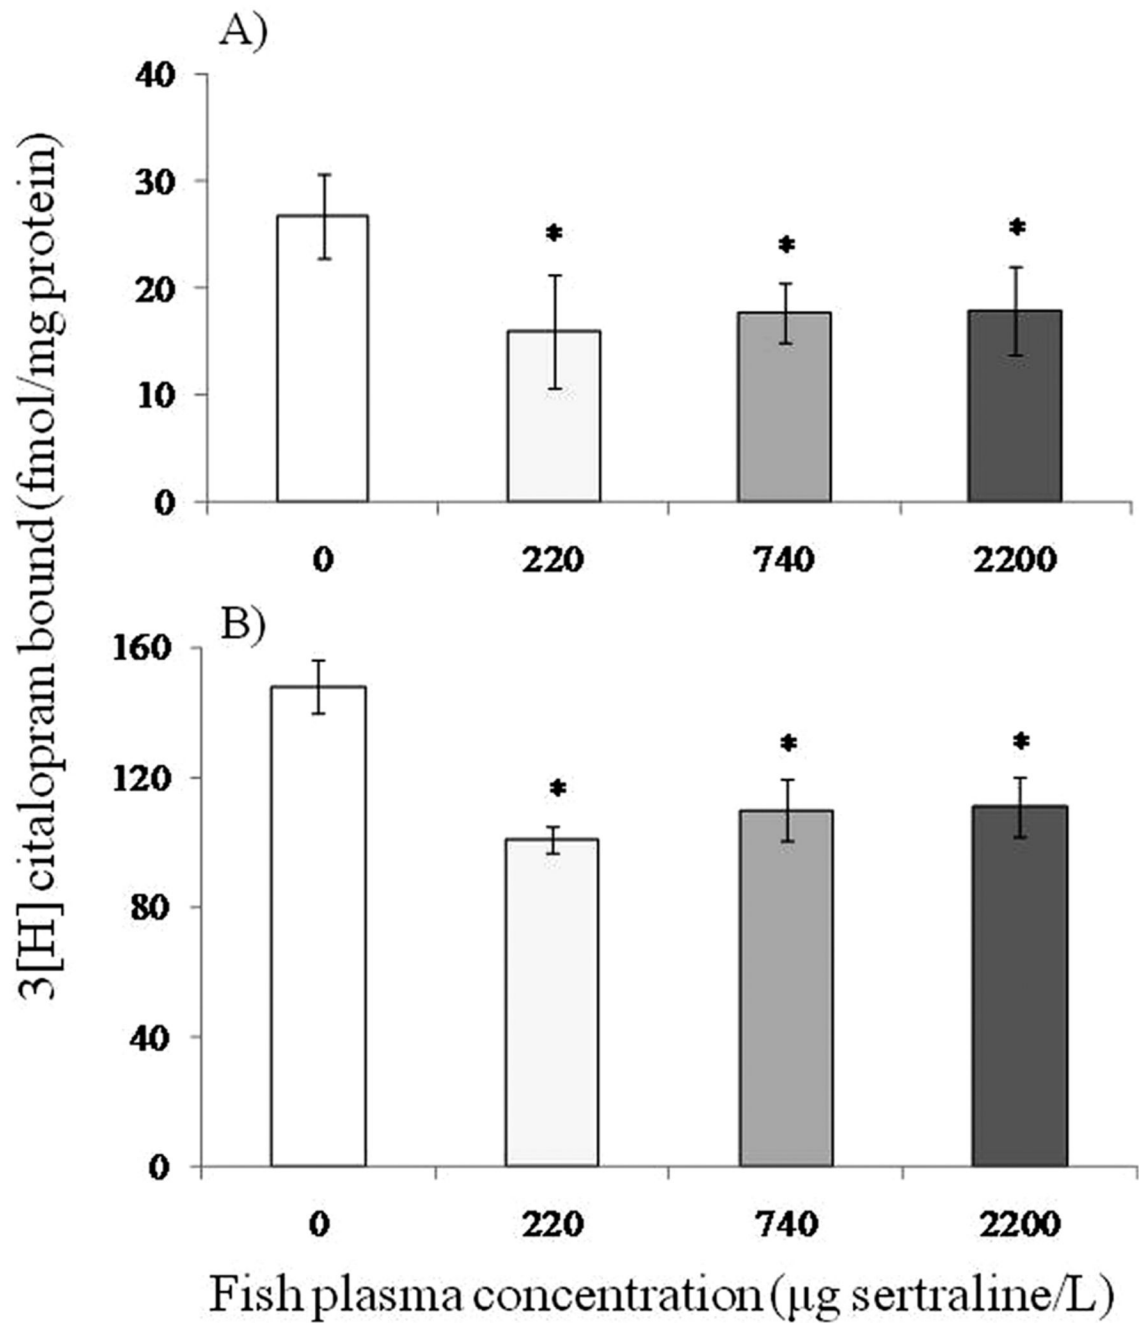 A)
40
30
20
10
0
*
*
*
0 220 740 2200
B)
160
120
80
40
0
*
*
*
0 220 740 2200
3[H] citalopram bound (fmol/mg protein)
Fish plasma concentration (µg sertraline/L)